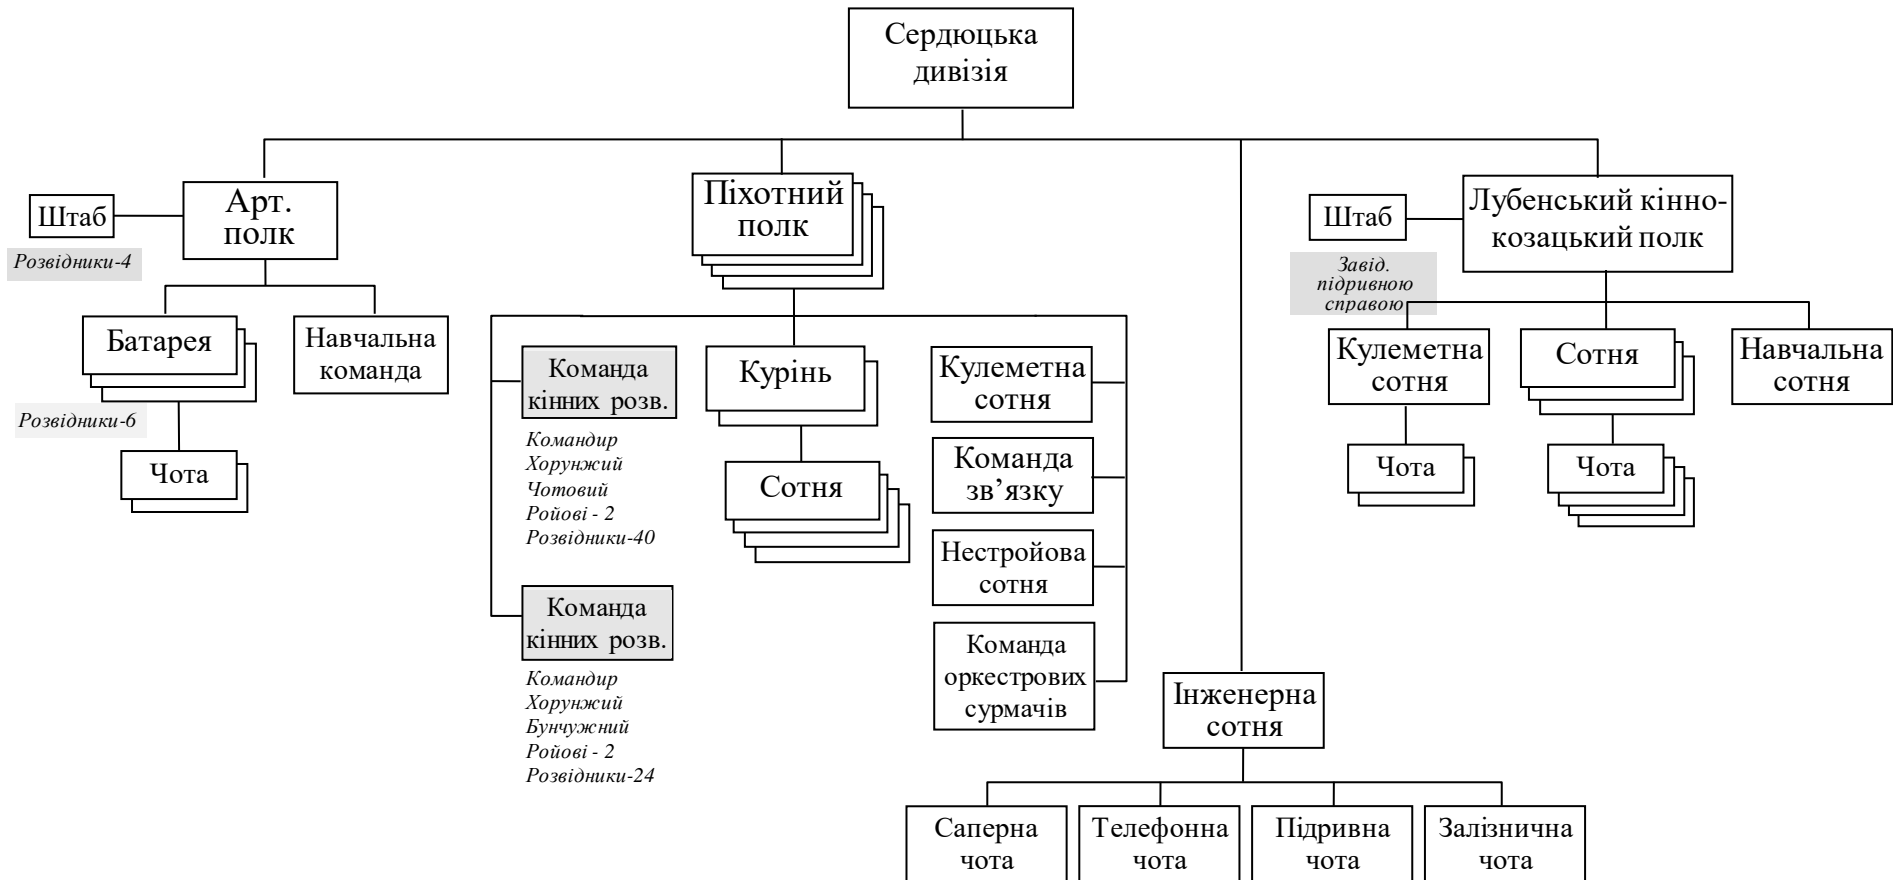 Сердюцька
дивізія
Штаб
Арт.
полк
Розвідники-4
Батарея
Навчальна
команда
Розвідники-6
Чота
Піхотний
полк
Команда
кінних розв.
Командир
Хорунжий
Чотовий
Ройові - 2
Розвідники-40
Команда
кінних розв.
Командир
Хорунжий
Бунчужний
Ройові - 2
Розвідники-24
Курінь
Сотня
Кулеметна
сотня
Команда
зв’язку
Нестройова
сотня
Команда
оркестрових
сурмачів
Інженерна
сотня
Саперна
чота
Телефонна
чота
Підривна
чота
Залізнична
чота
Штаб
Лубенський кінно-
козацький полк
Завід.
підривною
справою
Кулеметна
сотня
Чота
Сотня
Чота
Навчальна
сотня